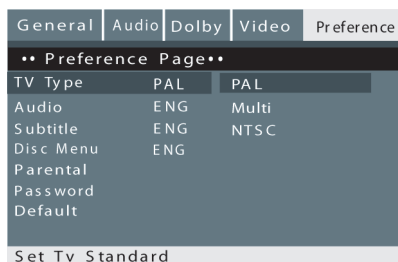 General Audio Dolby Video Preference
•• Preference Page••
TV Type PAL PAL
Audio ENG Multi
Subtitle ENG NTSC
Disc Menu ENG
Parental
Password
Default
Set Tv Standard